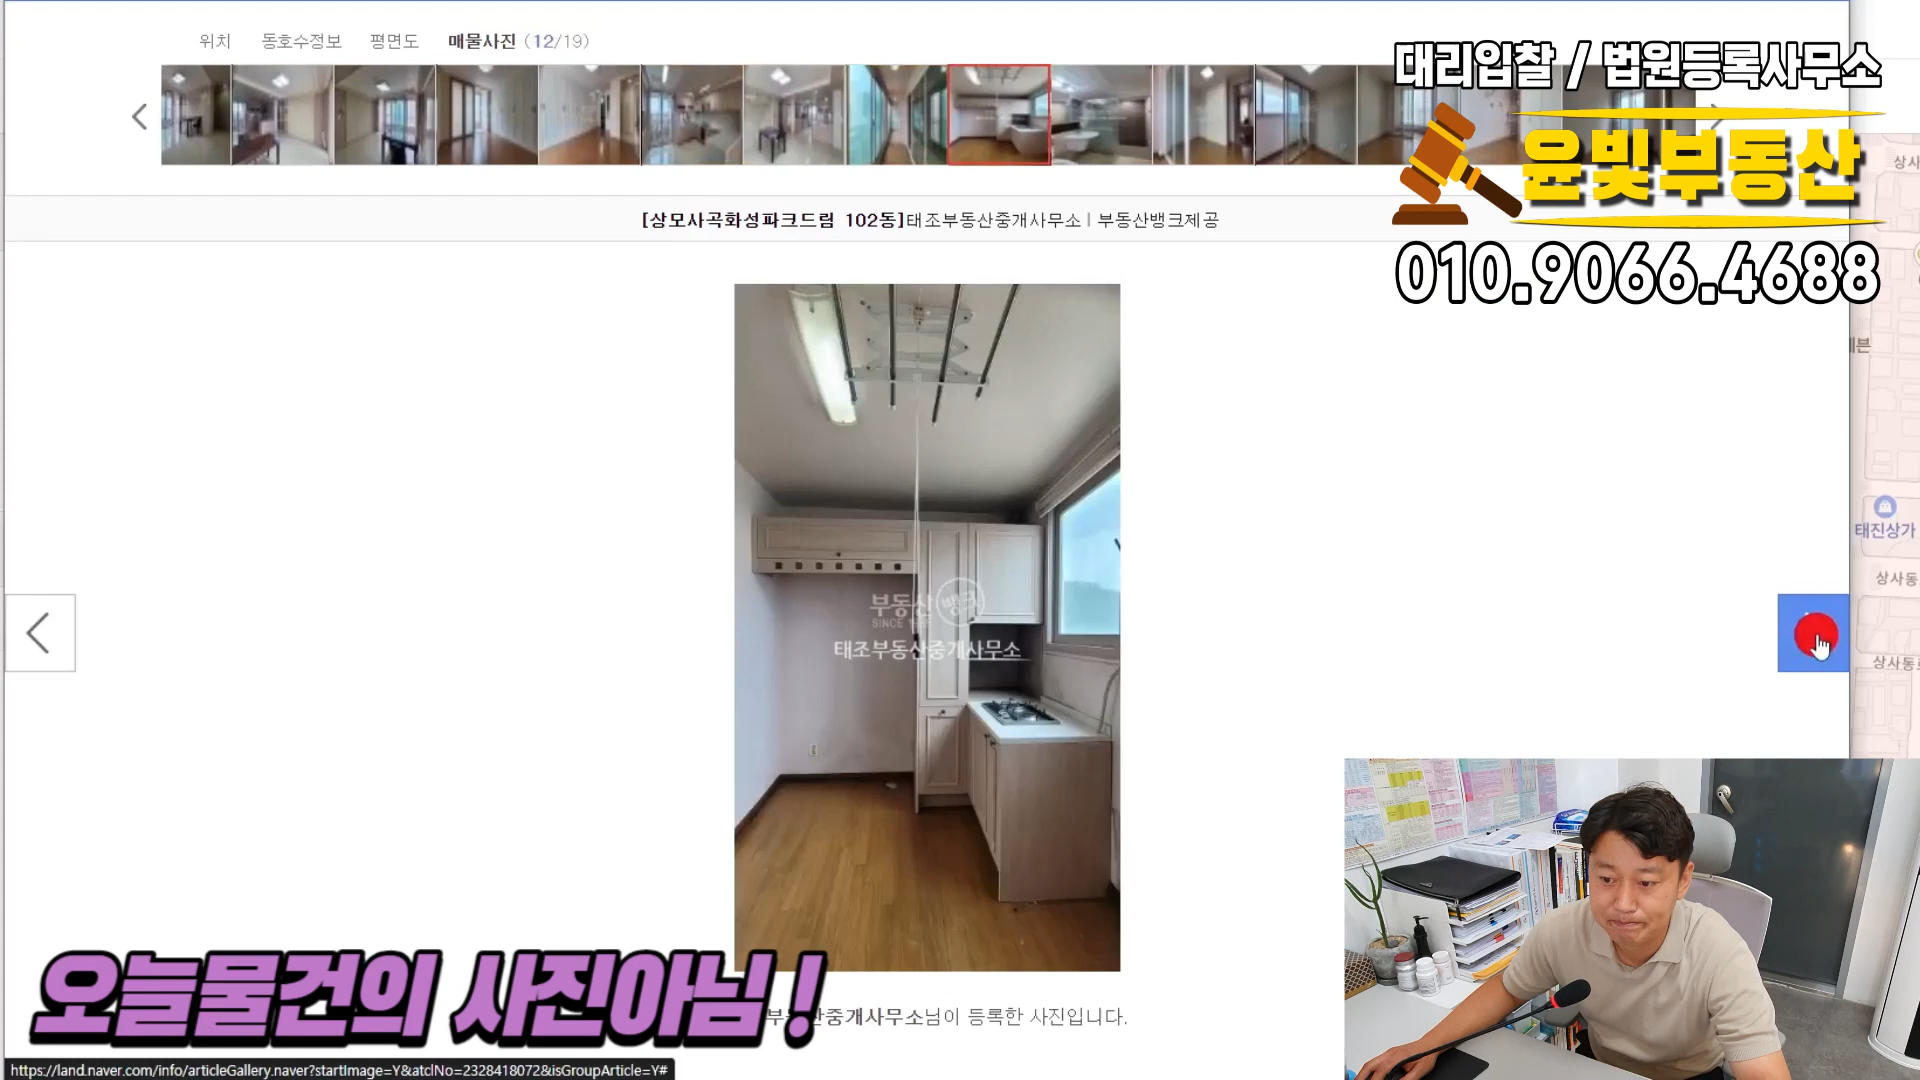 위치 동호수정보 평면도 매물사진 (12/19)
대리입찰 / 법원등록사무소
윤빛부동산
010.9066.4688
[상모사곡화성파크드림 102동]태조부동산중개사무소 | 부동산뱅크제공
부동산 뱅크
SINCE
태조부동산중개사무소
태진상가
상사동
오늘물건의 사진아님!
님이 등록한 사진입니다.
https://land.naver.com/info/articleGallery.naver?startImage=Y&atclNo=2328418072&isGroupArticle=Y#